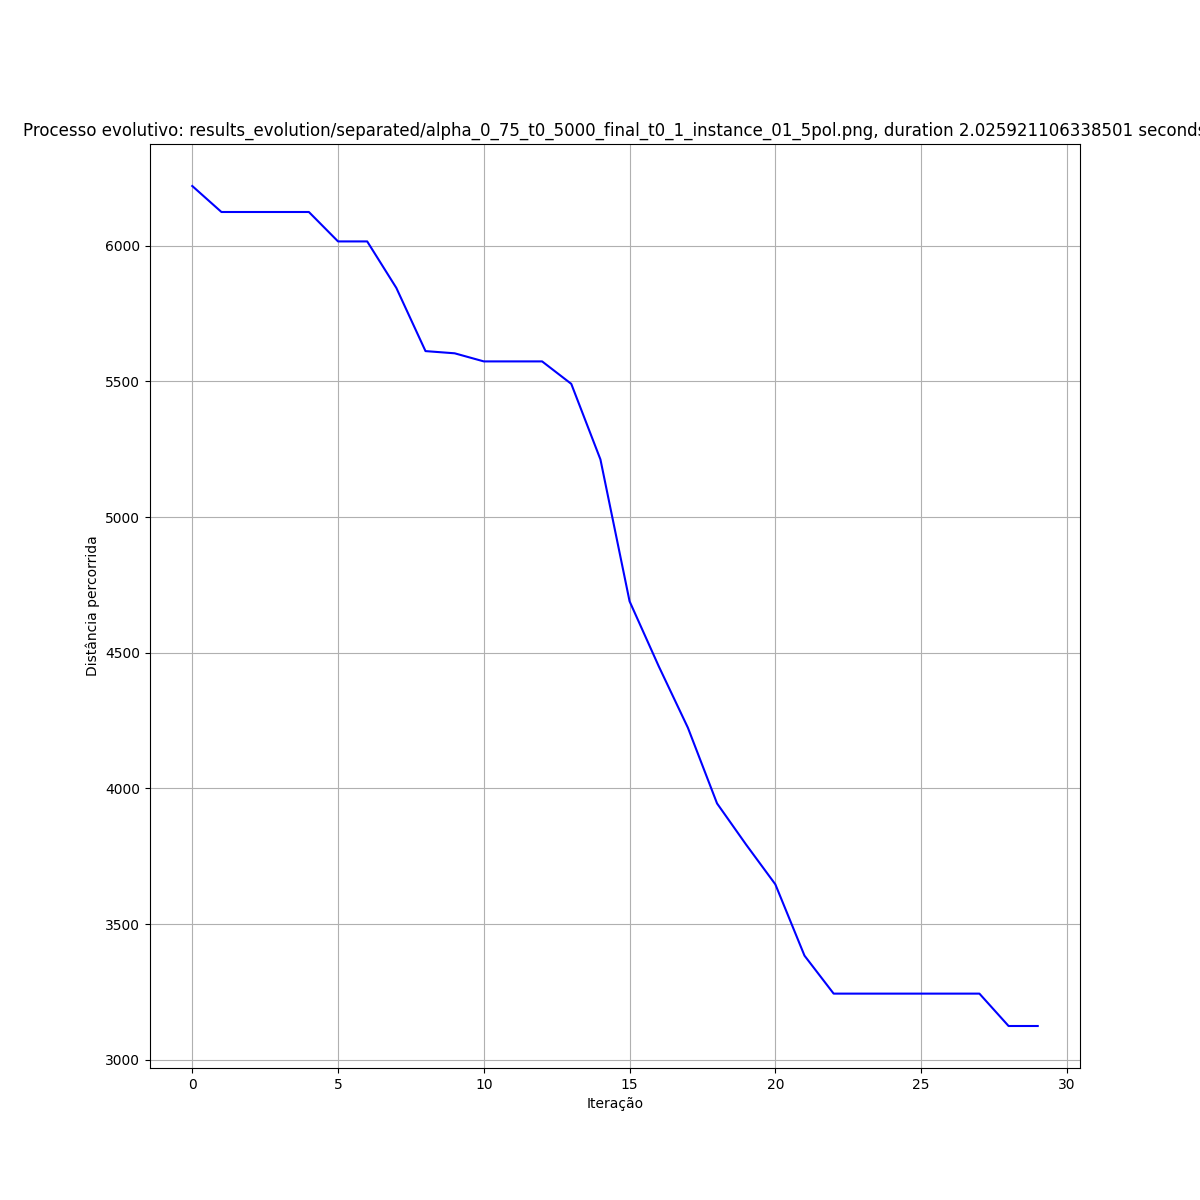 Processo evolutivo: results_evolution/separated/alpha_0_75_t0_5000_final_t0_1_instance_01_5pol.png, duration 2.025921106338501 seconds
6000
5500
5000
4500
4000
3500
3000
Distância percorrida
0 5 10 15 20 25 30
Iteração